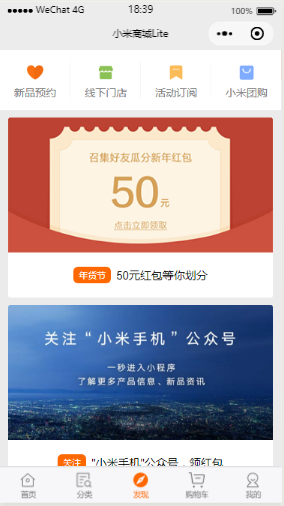 WeChat 4G
18:39
100%
小米商城Lite
新品预约
线下门店
活动订阅
小米团购
召集好友瓜分新年红包
50元
点击立即领取
年货节 50元红包等你划分
关注“小米手机”公众号
一秒进入小程序
了解更多产品信息、新品资讯
关注 "小米手机"公众号，领红包
首页
分类
发现
购物车
我的